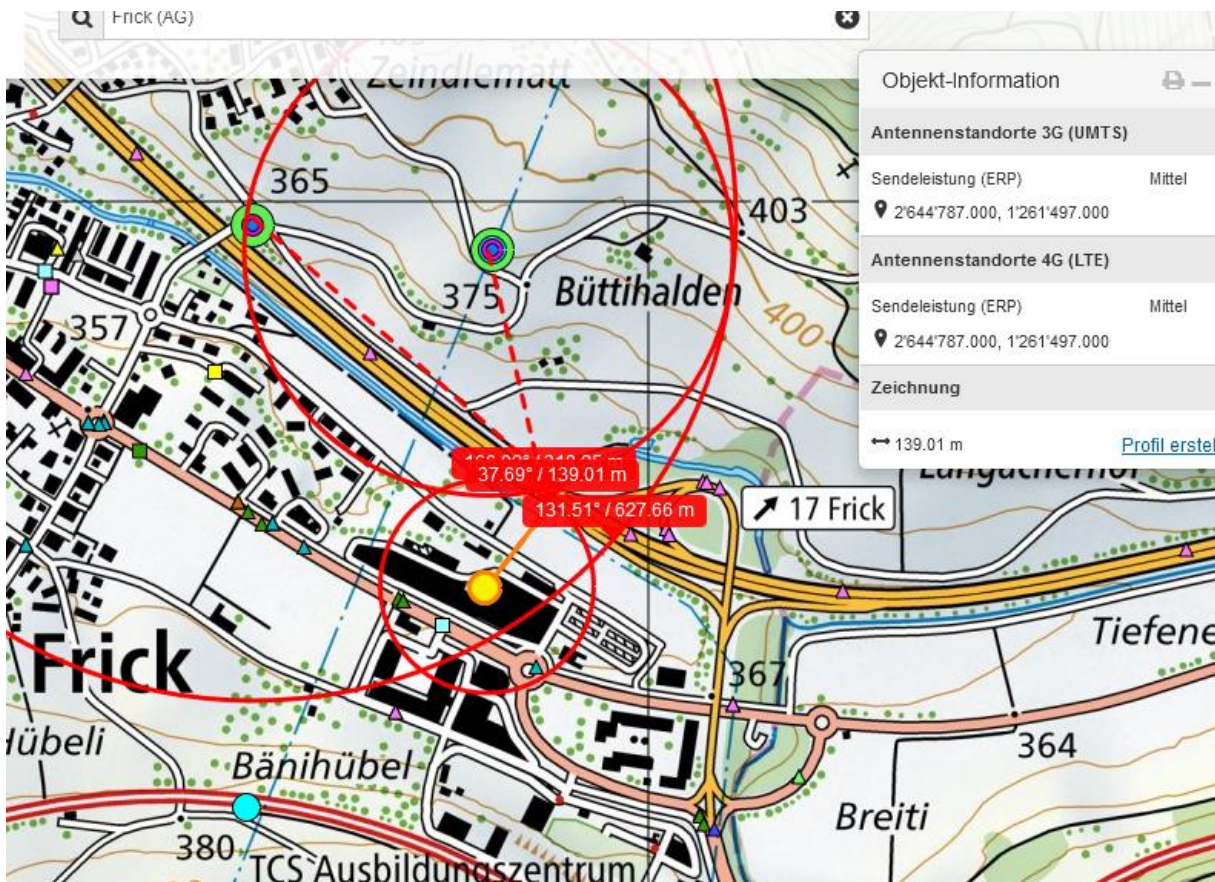 Frick (AG)
Zeindlematt
Objekt-Information
Antennenstandorte 3G (UMTS)
Sendeleistung (ERP) Mittel
2'644'787.000, 1'261'497.000
Antennenstandorte 4G (LTE)
Sendeleistung (ERP) Mittel
2'644'787.000, 1'261'497.000
Zeichnung
139.01 m Profil erstel
365
403
375
Büttihalden
400
357
37.69° / 139.01 m
131.51° / 627.66 m
17 Frick
Tiefene
Frick
367
364
Hübeli
Bänihübel
Breiti
380
TCS Ausbildungszentrum